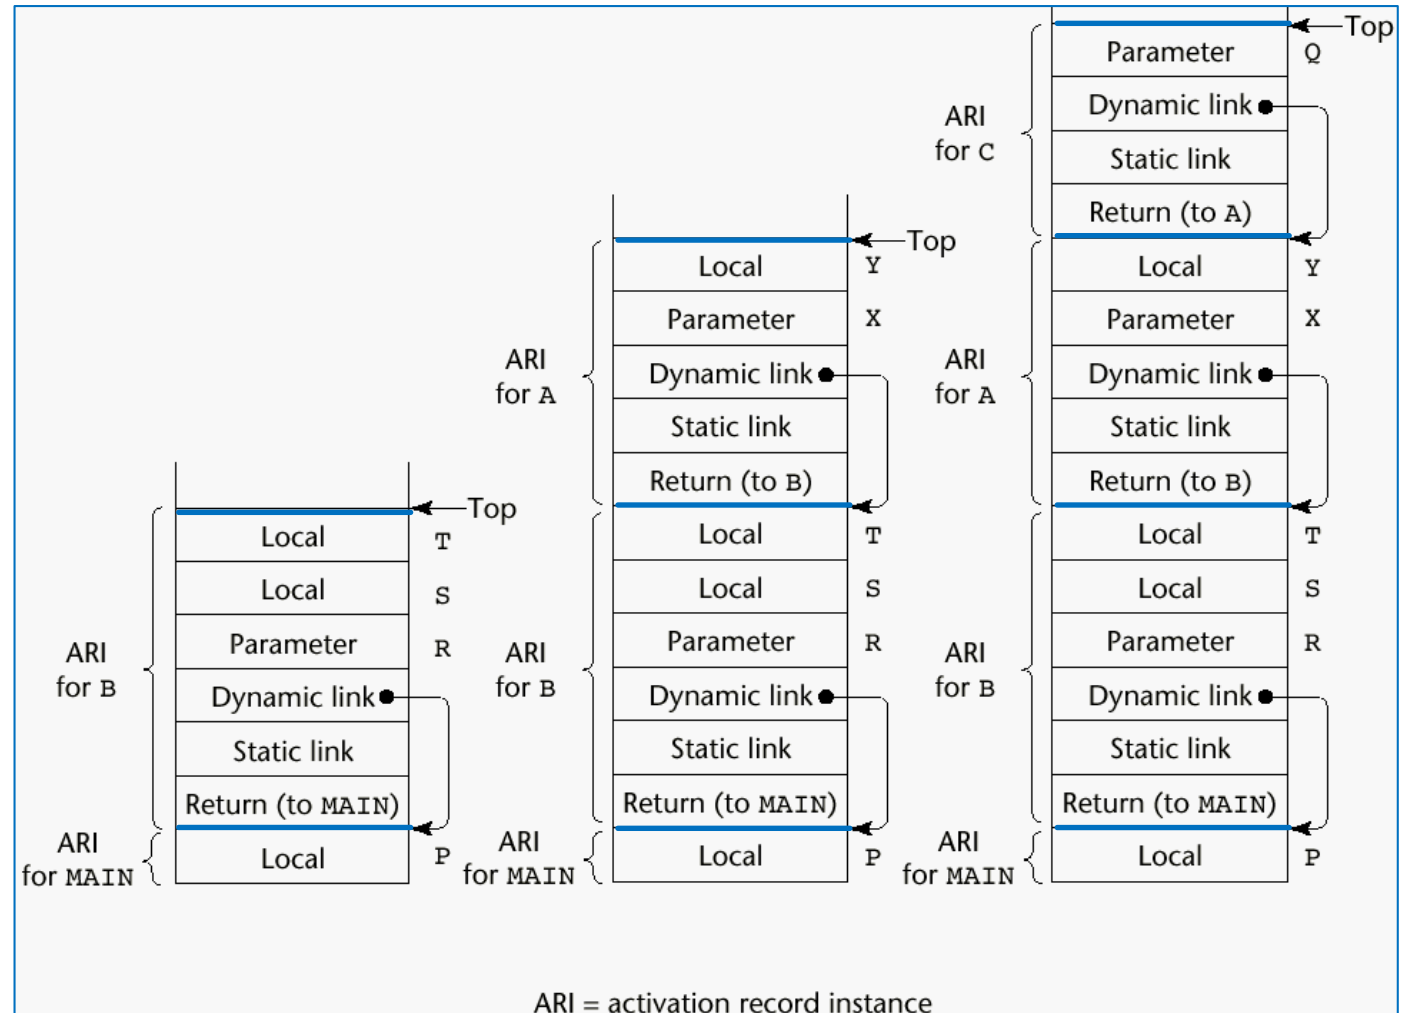 Top
Parameter Q
ARI
for C
Dynamic link
Static link
Return (to A)
Top
Local Y
Local Y
Parameter X
Parameter X
ARI
for A
ARI
for A
Dynamic link
Dynamic link
Static link
Static link
Return (to B)
Return (to B)
Top
Local T
Local T
Local T
Local S
Local S
Local S
Parameter R
Parameter R
Parameter R
ARI
for B
ARI
for B
ARI
for B
Dynamic link
Dynamic link
Dynamic link
Static link
Static link
Static link
Return (to MAIN)
Return (to MAIN)
Return (to MAIN)
ARI
for MAIN
ARI
for MAIN
ARI
for MAIN
Local P
Local P
Local P
ARI = activation record instance